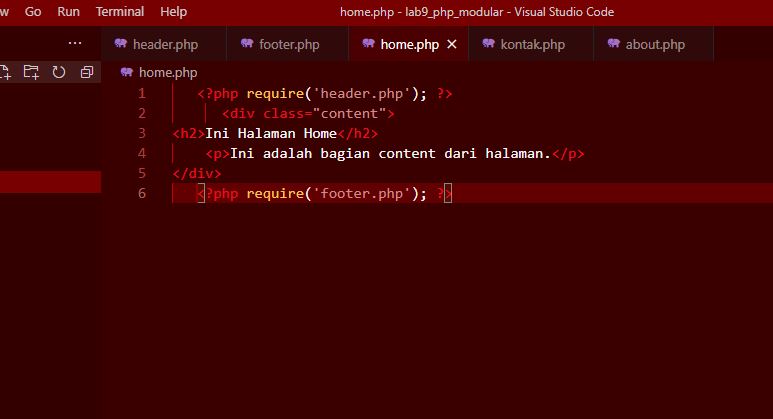 w Go Run Terminal Help home.php - lab9_php_modular - Visual Studio Code
... header.php footer.php home.php kontak.php about.php
home.php
1 <?php require('header.php'); ?>
2 <div class="content">
3 <h2>Ini Halaman Home</h2>
4 <p>Ini adalah bagian content dari halaman.</p>
5 </div>
6 <?php require('footer.php'); ?>